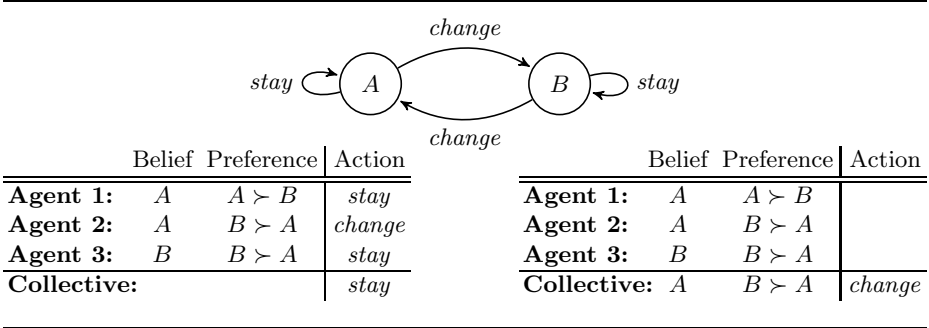 change
stay A B stay
change
Belief Preference Action Belief Preference Action
Agent 1: A A ≻ B stay Agent 1: A A ≻ B
Agent 2: A B ≻ A change Agent 2: A B ≻ A
Agent 3: B B ≻ A stay Agent 3: B B ≻ A
Collective: stay Collective: A B ≻ A change